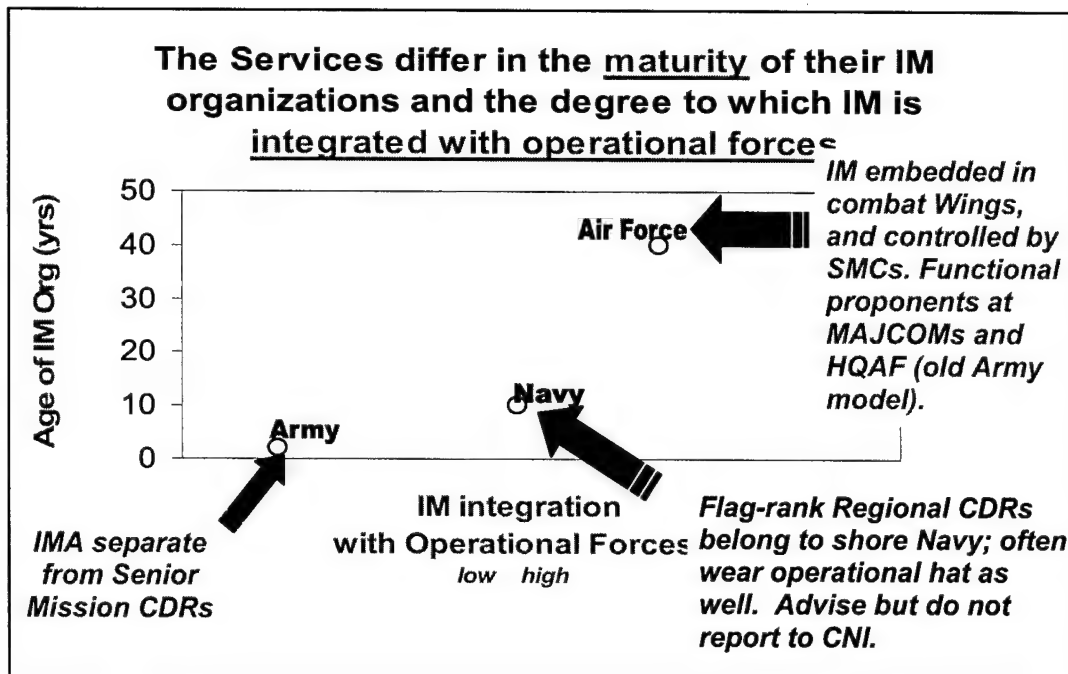 The Services differ in the maturity of their IM
organizations and the degree to which IM is
integrated with operational forces
Age of IM Org (yrs)
50
40
30
20
10
0
Air Force
Navy
Army
IM embedded in
combat Wings,
and controlled by
SMCs. Functional
proponents at
MAJCOMs and
HQAF (old Army
model).
IM integration
with Operational Forces
low high
IMA separate
from Senior
Mission CDRs
Flag-rank Regional CDRs
belong to shore Navy; often
wear operational hat as
well. Advise but do not
report to CNI.